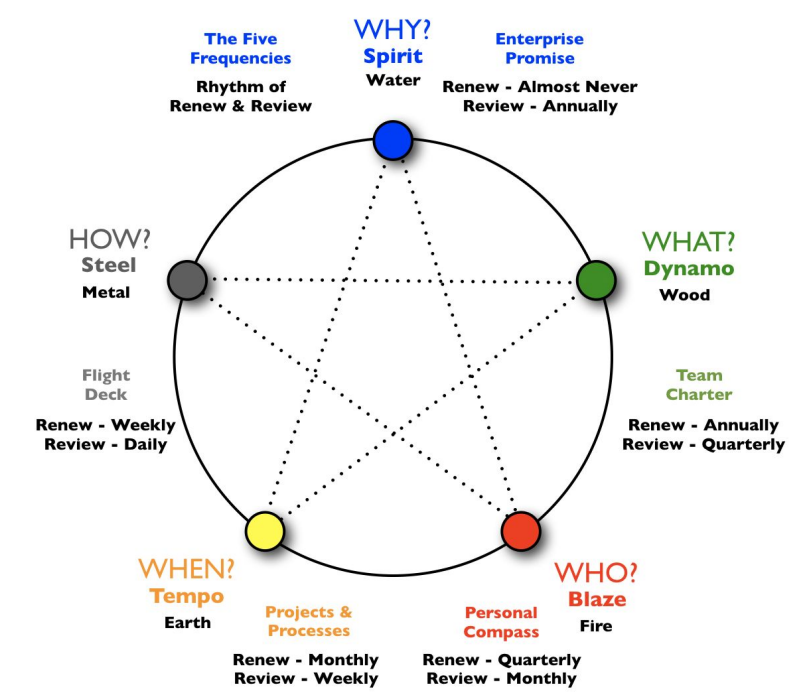 The Five
Frequencies
Rhythm of
Renew & Review
WHY?
Spirit
Water
Enterprise
Promise
Renew - Almost Never
Review - Annually
HOW?
Steel
Metal
WHAT?
Dynamo
Wood
Flight
Deck
Renew - Weekly
Review - Daily
Team
Charter
Renew - Annually
Review - Quarterly
WHEN?
Tempo
Earth
Projects &
Processes
Renew - Monthly
Review - Weekly
Personal
Compass
Renew - Quarterly
Review - Monthly
WHO?
Blaze
Fire